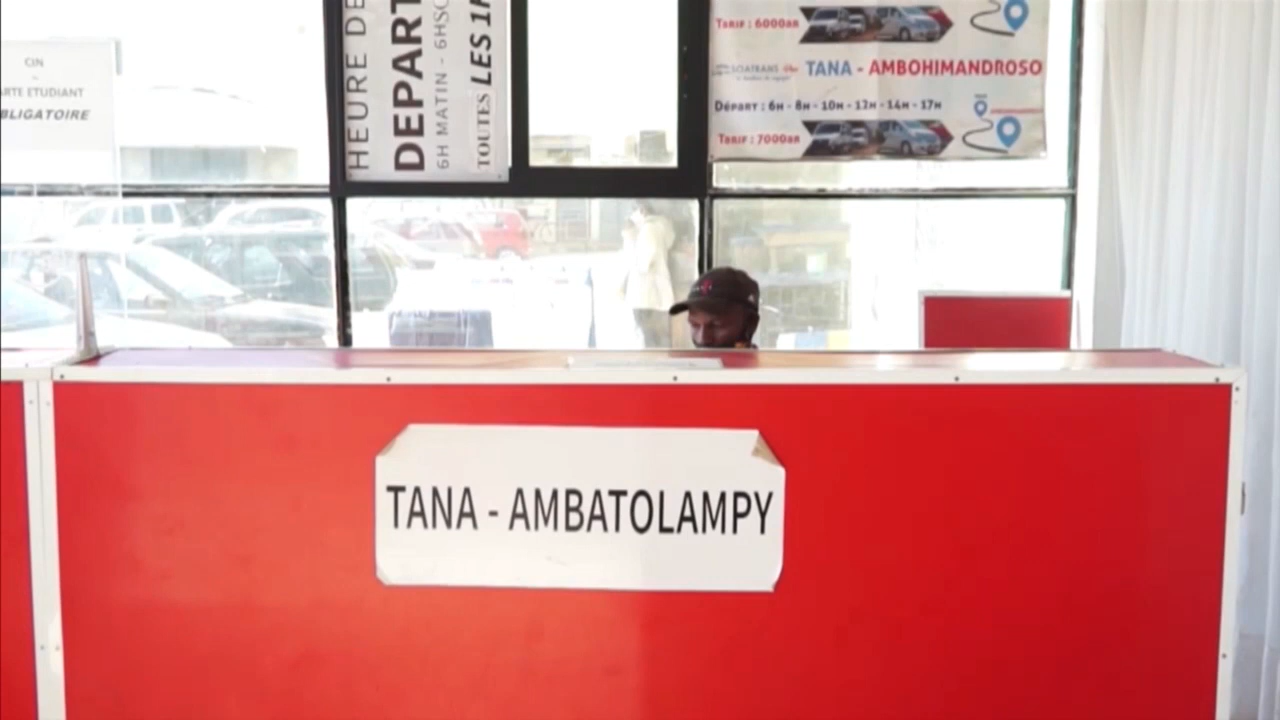 CIN
ARTE ETUDIANT
BLIGATOIRE
HEURE DE
DEPART
6H MATIN - 6HSO
TOUTES LES 1H
TARIF : 6000AR
TANA - AMBOHIMANDROSO
Départ : 6H - 8H - 10H - 12H - 14H - 17H
TARIF : 7000AR
TANA - AMBATOLAMPY